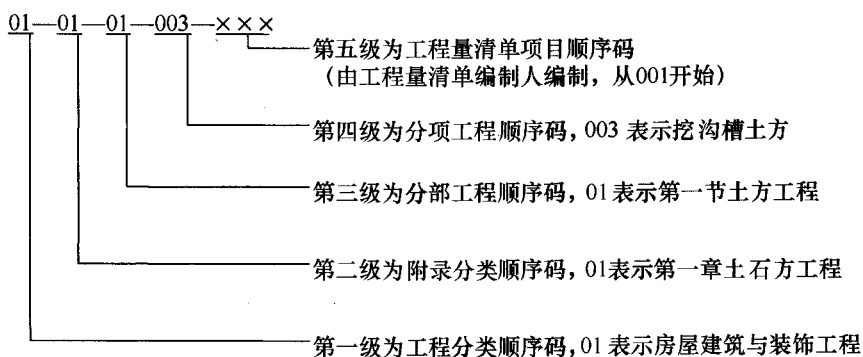 01—01—01—003—×××
第五级为工程量清单项目顺序码
(由工程量清单编制人编制，从001开始)
第四级为分项工程顺序码，003 表示挖沟槽土方
第三级为分部工程顺序码，01表示第一节土方工程
第二级为附录分类顺序码，01表示第一章土石方工程
第一级为工程分类顺序码，01 表示房屋建筑与装饰工程